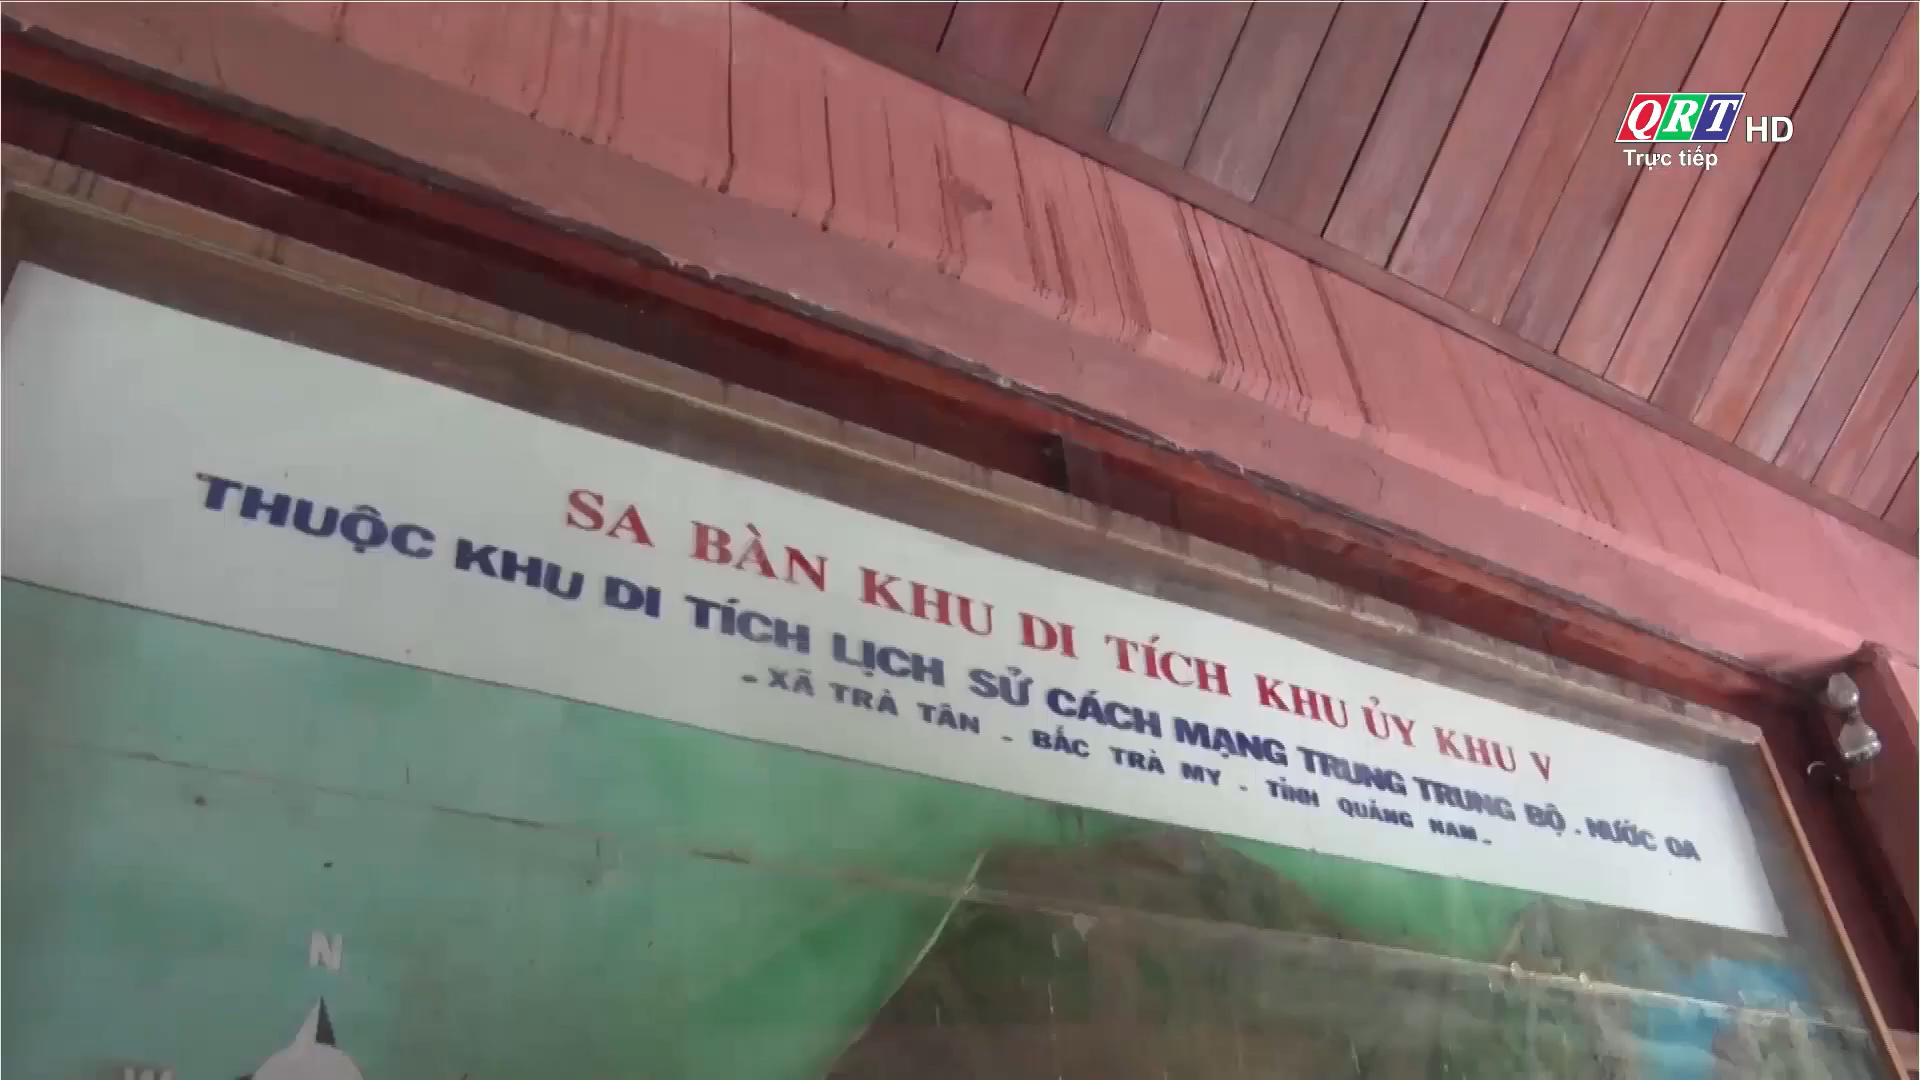 QRT HD
Trực tiếp
SA BÀN KHU DI TÍCH KHU ỦY KHU V
THUỘC KHU DI TÍCH LỊCH SỬ CÁCH MẠNG TRUNG TRUNG BỘ . NƯỚC OA
- XÃ TRÀ TÂN - BẮC TRÀ MY - TỈNH QUẢNG NAM -
N
W